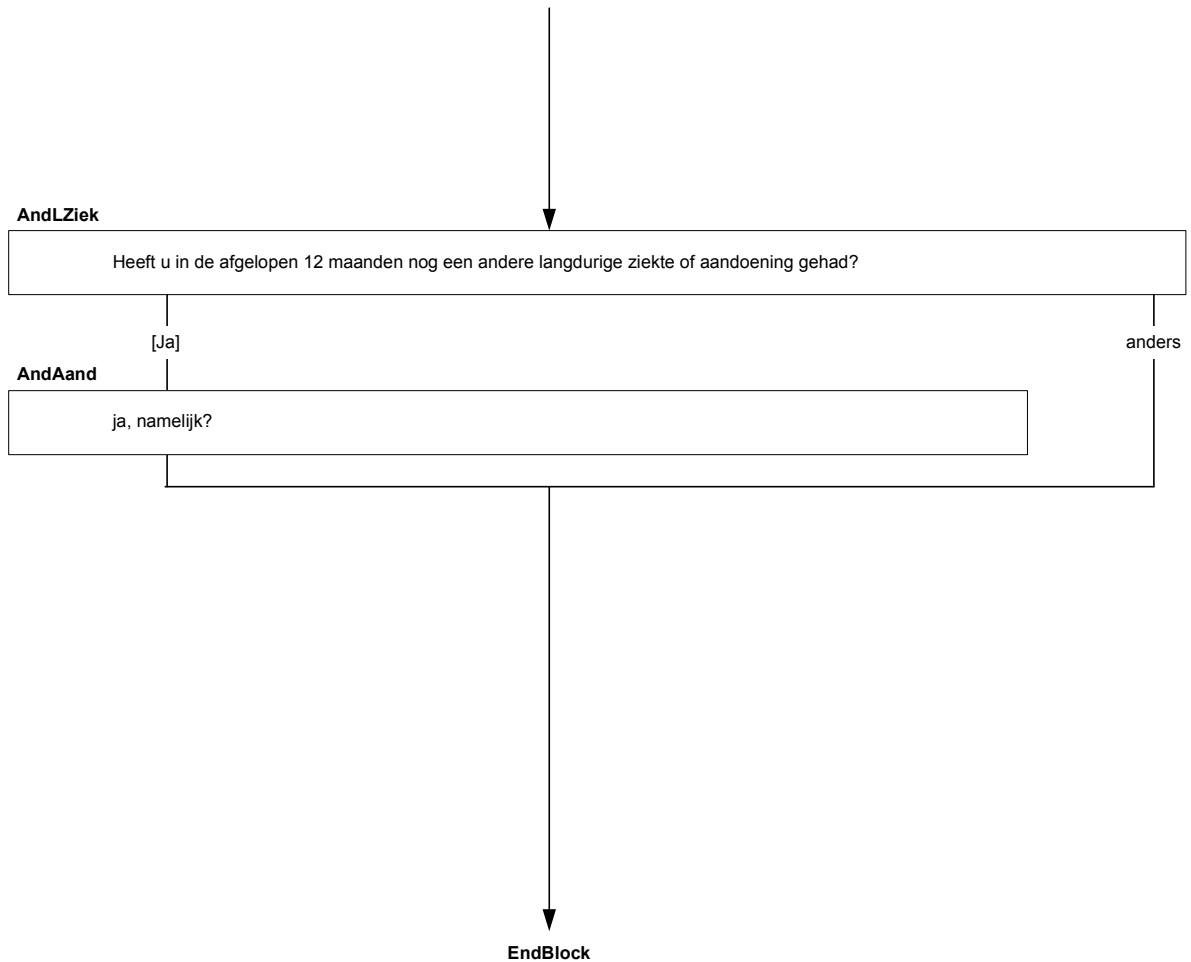 AndLZiek
Heeft u in de afgelopen 12 maanden nog een andere langdurige ziekte of aandoening gehad?
[Ja]
anders
AndAand
ja, namelijk?
EndBlock